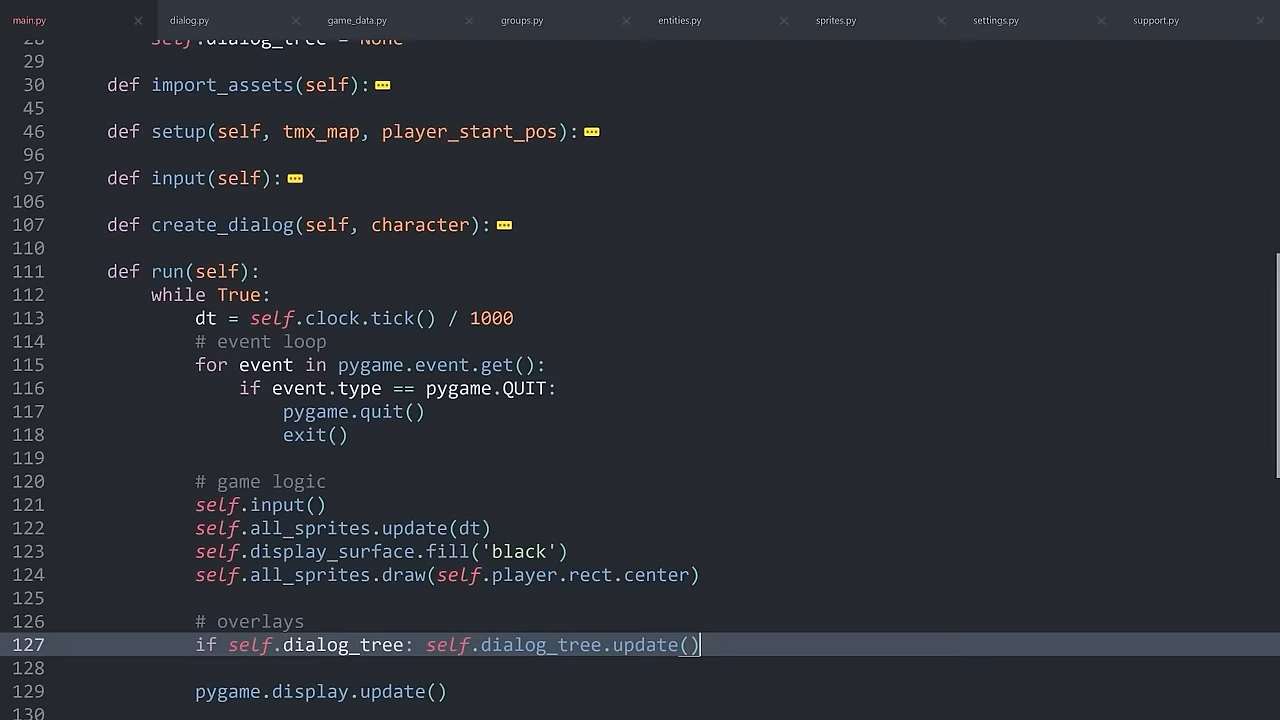 main.py dialog.py game_data.py groups.py entities.py sprites.py settings.py support.py
28 self.dialog_tree = None
29
30 def import_assets(self):
45
46 def setup(self, tmx_map, player_start_pos):
96
97 def input(self):
106
107 def create_dialog(self, character):
110
111 def run(self):
112 while True:
113 dt = self.clock.tick() / 1000
114 # event loop
115 for event in pygame.event.get():
116 if event.type == pygame.QUIT:
117 pygame.quit()
118 exit()
119
120 # game logic
121 self.input()
122 self.all_sprites.update(dt)
123 self.display_surface.fill('black')
124 self.all_sprites.draw(self.player.rect.center)
125
126 # overlays
127 if self.dialog_tree: self.dialog_tree.update()
128
129 pygame.display.update()
130